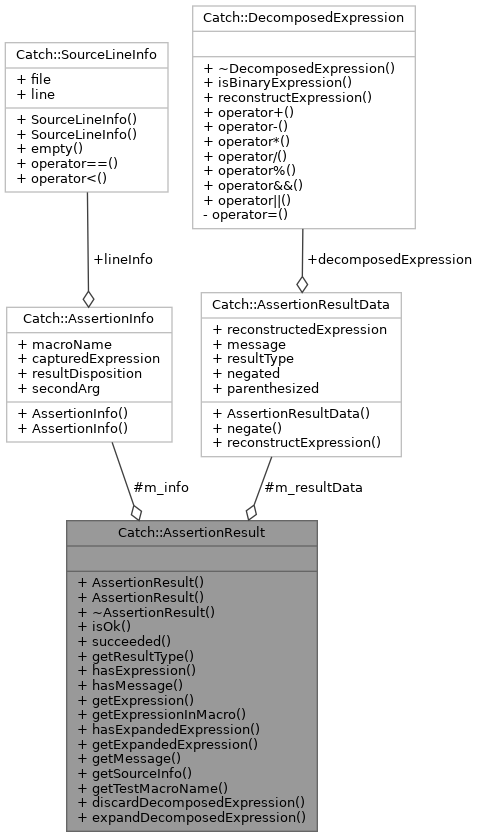 Catch::SourceLineInfo
+ file
+ line
+ SourceLineInfo()
+ SourceLineInfo()
+ empty()
+ operator==()
+ operator<()
Catch::DecomposedExpression
+ ~DecomposedExpression()
+ isBinaryExpression()
+ reconstructExpression()
+ operator+()
+ operator-()
+ operator*()
+ operator/()
+ operator%()
+ operator&&()
+ operator||()
- operator=()
+lineInfo
+decomposedExpression
Catch::AssertionInfo
+ macroName
+ capturedExpression
+ resultDisposition
+ secondArg
+ AssertionInfo()
+ AssertionInfo()
Catch::AssertionResultData
+ reconstructedExpression
+ message
+ resultType
+ negated
+ parenthesized
+ AssertionResultData()
+ negate()
+ reconstructExpression()
#m_info
#m_resultData
Catch::AssertionResult
+ AssertionResult()
+ AssertionResult()
+ ~AssertionResult()
+ isOk()
+ succeeded()
+ getResultType()
+ hasExpression()
+ hasMessage()
+ getExpression()
+ getExpressionInMacro()
+ hasExpandedExpression()
+ getExpandedExpression()
+ getMessage()
+ getSourceInfo()
+ getTestMacroName()
+ discardDecomposedExpression()
+ expandDecomposedExpression()